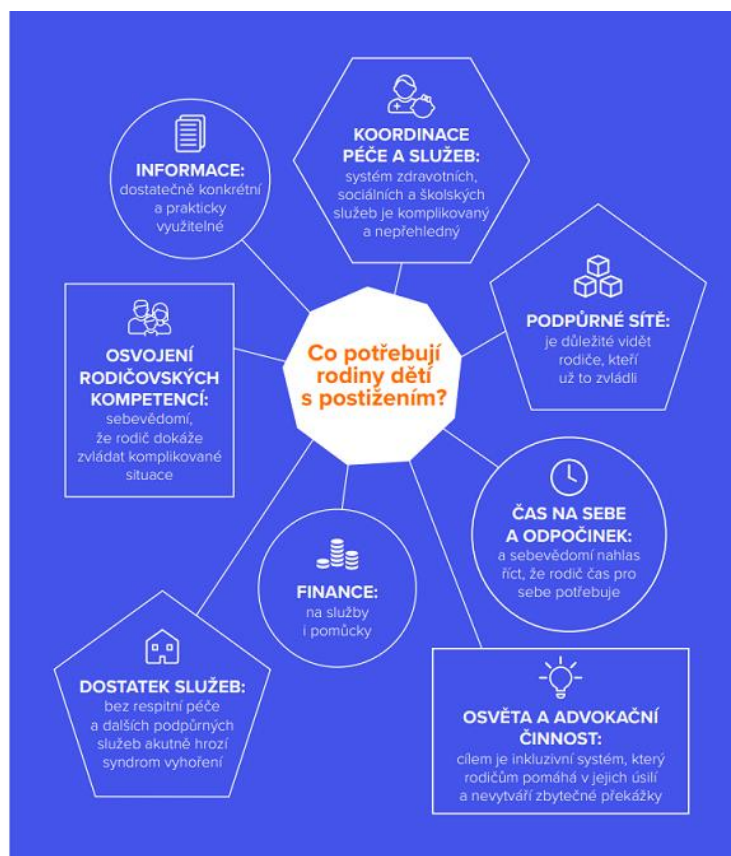 Co potřebují
rodiny dětí
s postižením?
INFORMACE:
dostatečně konkrétní
a prakticky
využitelné
KOORDINACE
PÉČE A SLUŽEB:
systém zdravotních,
sociálních a školských
služeb je komplikovaný
a nepřehledný
PODPŮRNÉ SÍTĚ:
je důležité vidět
rodiče, kteří
už to zvládli
OSVOJENÍ
RODIČOVSKÝCH
KOMPETENCÍ:
sebevědomí,
že rodič dokáže
zvládat komplikované
situace
ČAS NA SEBE
A ODPOČINEK:
a sebevědomí nahlas
říct, že rodič čas pro
sebe potřebuje
FINANCE:
na služby
i pomůcky
DOSTATEK SLUŽEB:
bez respitní péče
a dalších podpůrných
služeb akutně hrozí
syndrom vyhoření
OSVĚTA A ADVOKAČNÍ
ČINNOST:
cílem je inkluzivní systém, který
rodičům pomáhá v jejich úsilí
a nevytváří zbytečné překážky